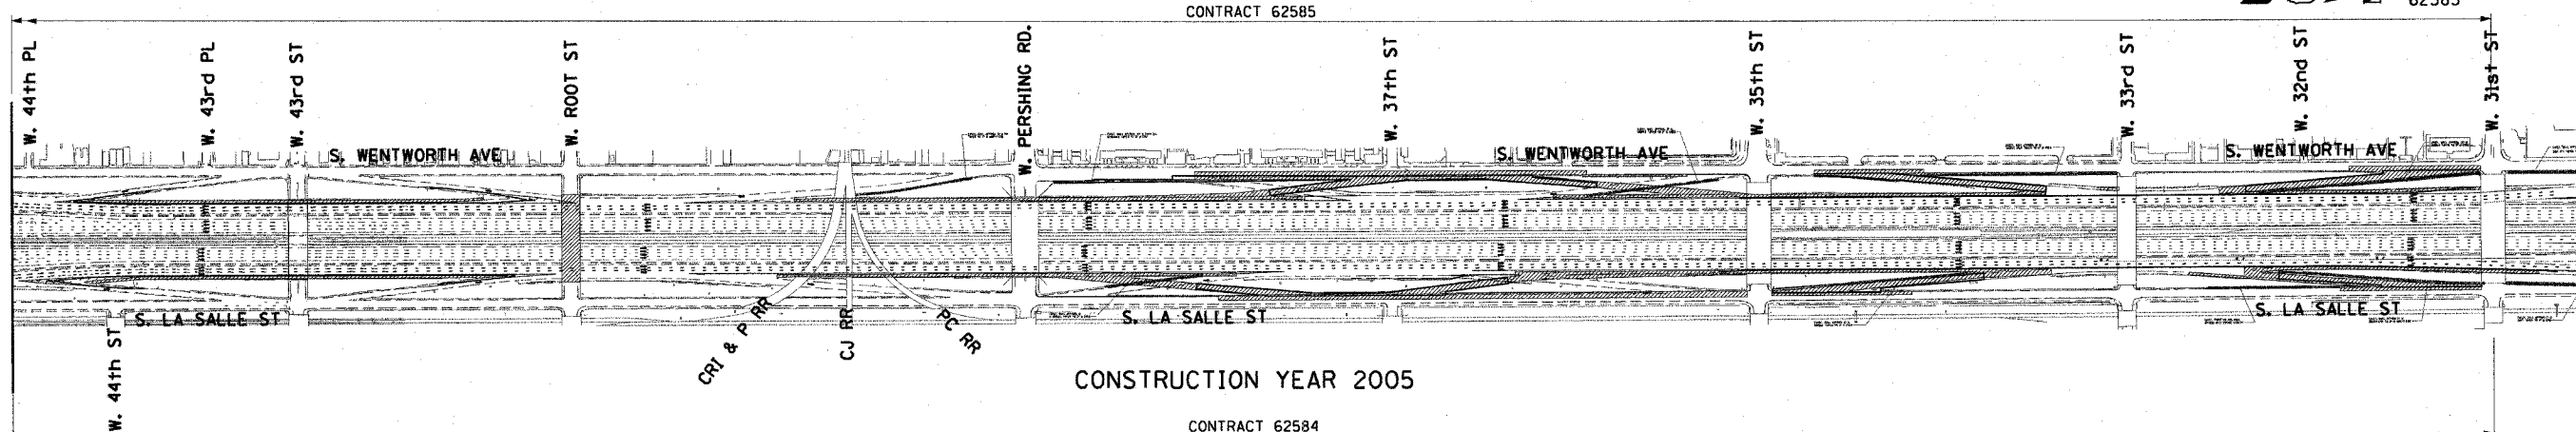 CONTRACT 62585
62585
W. 44th PL
W. 43rd PL
W. 43rd ST
W. ROOT ST
W. PERSHING RD.
W. 37th ST
W. 35th ST
W. 33rd ST
W. 32nd ST
W. 31st ST
S. WENTWORTH AVE
S. WENTWORTH AVE
S. WENTWORTH AVE
S. LA SALLE ST
S. LA SALLE ST
S. LA SALLE ST
W. 44th ST
CRI & P RR
CJ RR
PC RR
CONSTRUCTION YEAR 2005
CONTRACT 62584